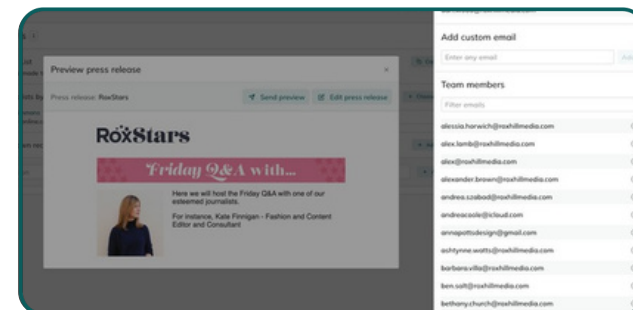 Preview press release
×
Press release: RoxStars
Send preview
Edit press release
RoxStars
Friday Q&A with...
Here we will host the Friday Q&A with one of our
esteemed journalists.
For instance, Kate Finnigan - Fashion and Content
Editor and Consultant
Add custom email
Enter any email
Team members
Filter emails
alessia.horwich@roxhillmedia.com
alex.lamb@roxhillmedia.com
alex@roxhillmedia.com
alexander.brown@roxhillmedia.com
andrea.szabad@roxhillmedia.com
andreacoole@icloud.com
annapottsdesign@gmail.com
ashtynne.watts@roxhillmedia.com
barbara.villa@roxhillmedia.com
ben.salt@roxhillmedia.com
bethany.church@roxhillmedia.com